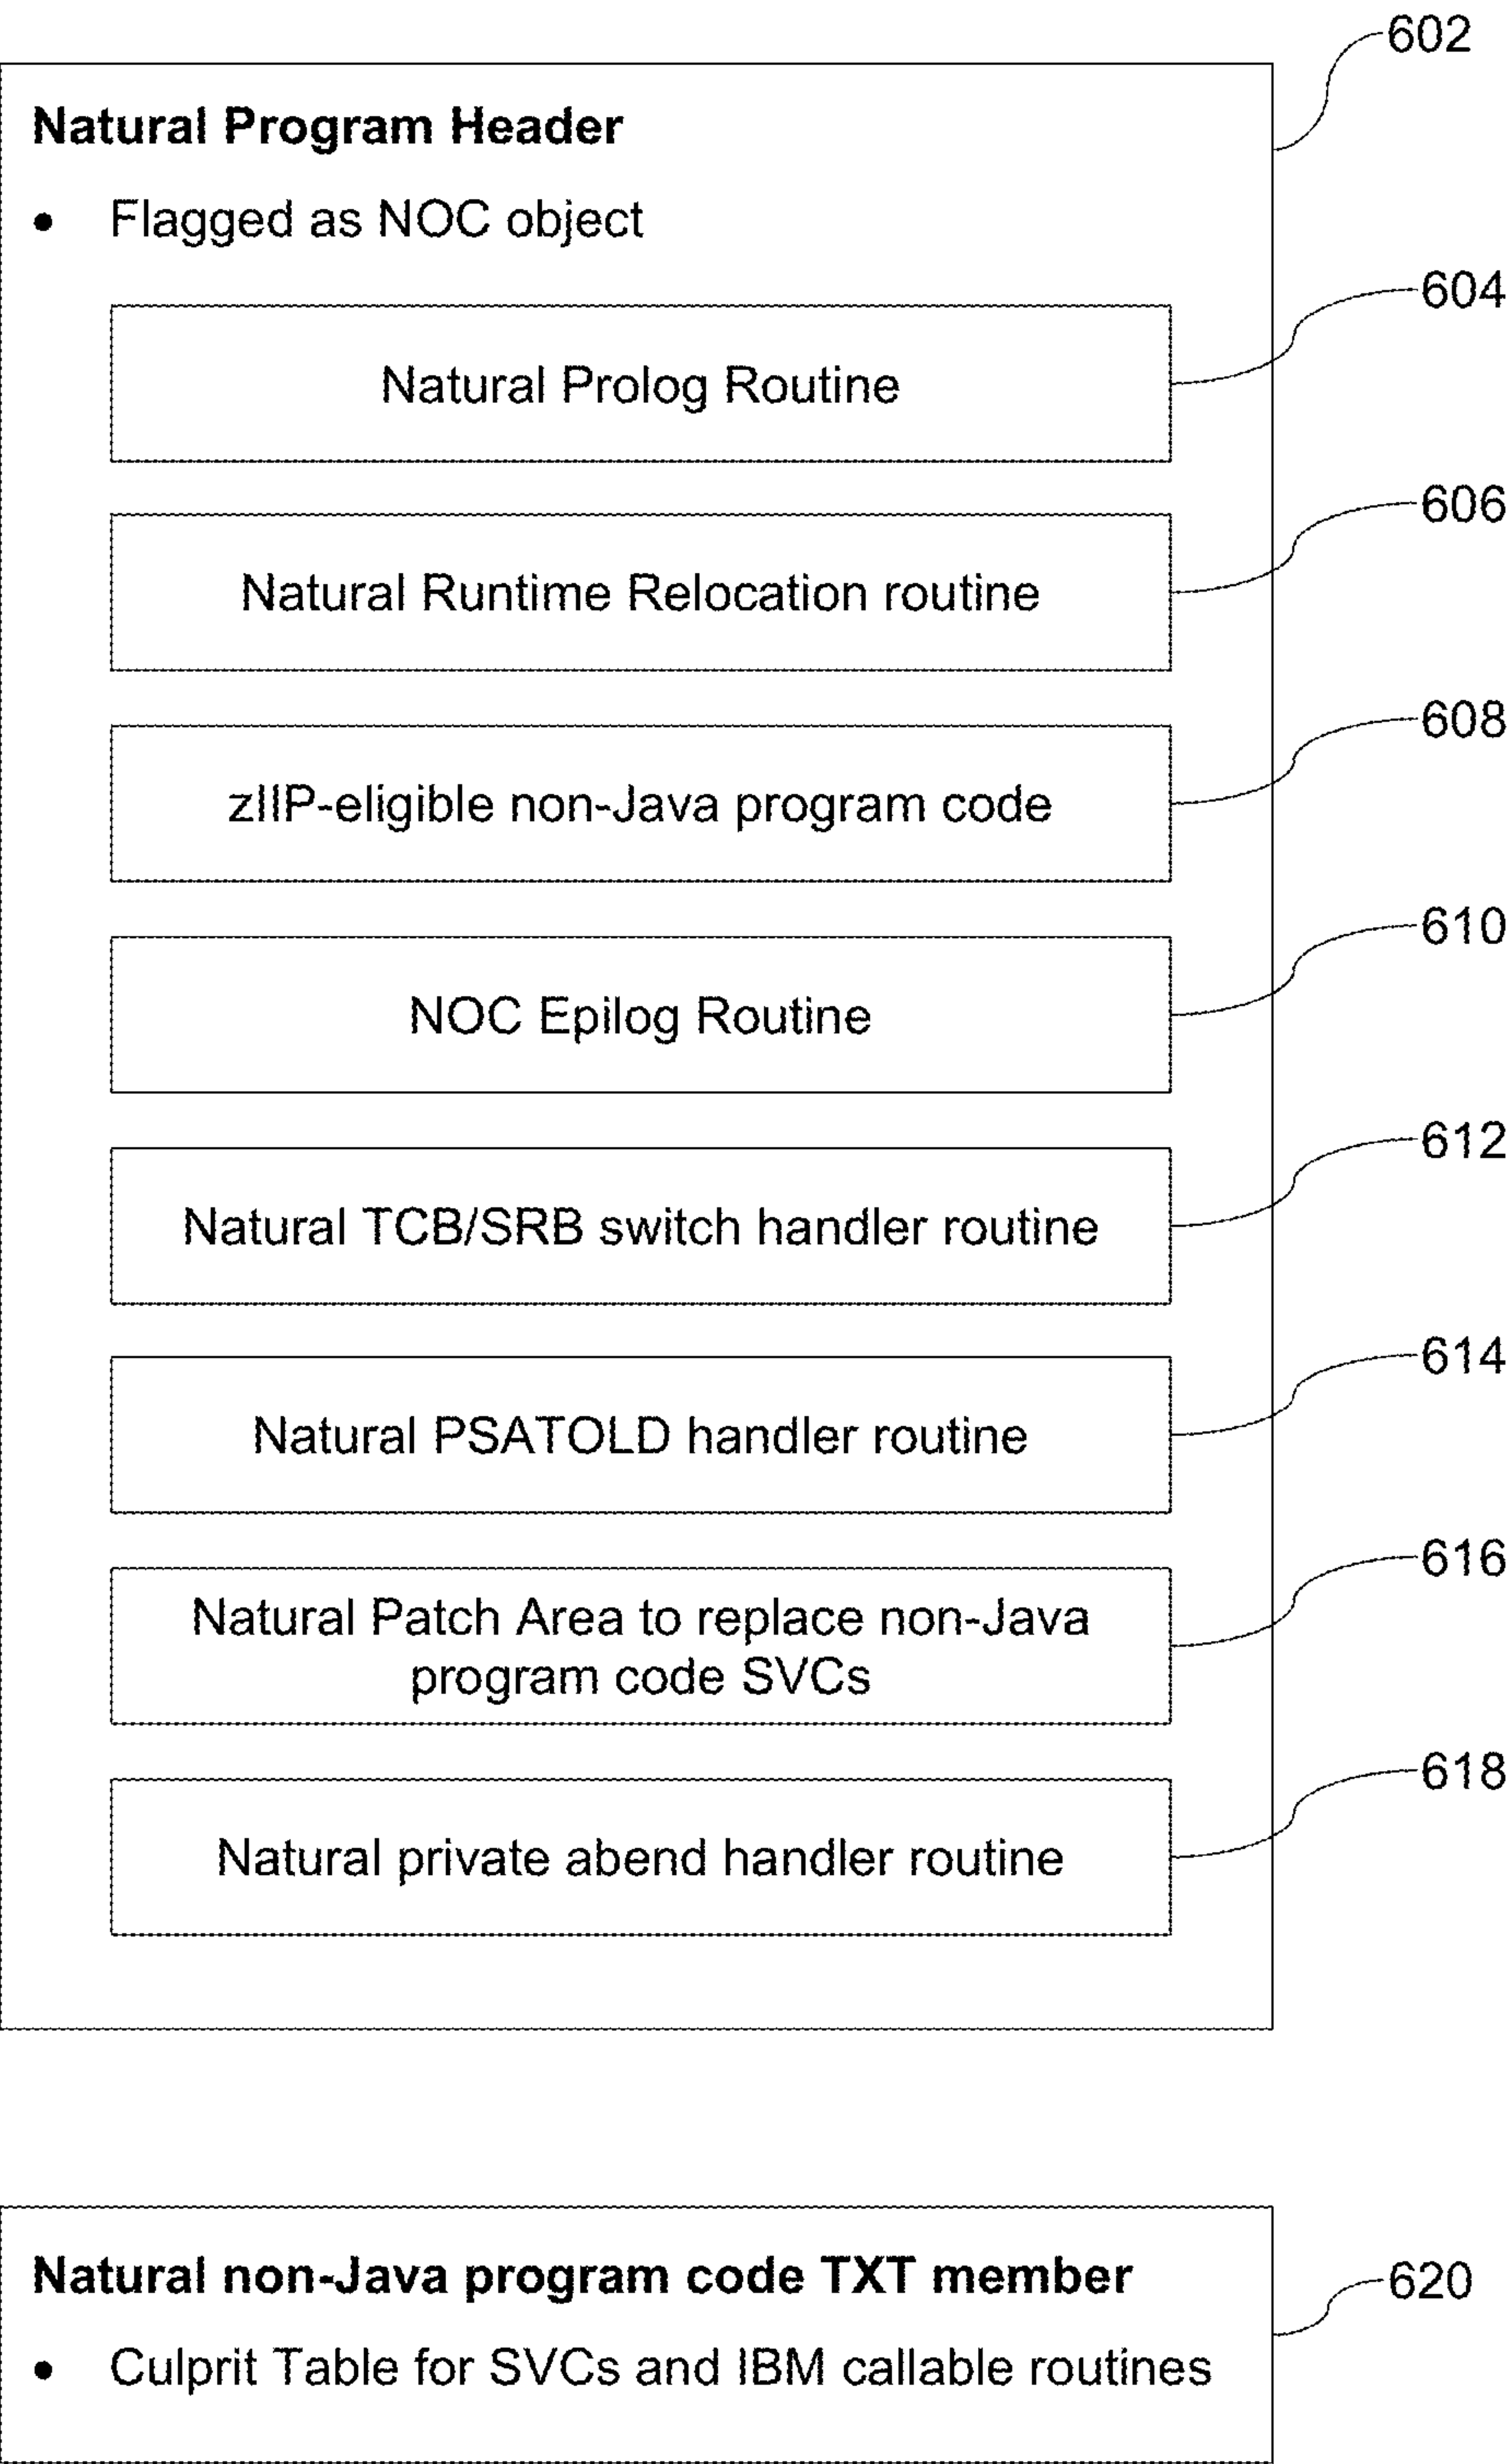 602
Natural Program Header
• Flagged as NOC object
604
Natural Prolog Routine
606
Natural Runtime Relocation routine
608
zIIP-eligible non-Java program code
610
NOC Epilog Routine
612
Natural TCB/SRB switch handler routine
614
Natural PSATOLD handler routine
616
Natural Patch Area to replace non-Java
program code SVCs
618
Natural private abend handler routine
Natural non-Java program code TXT member
620
• Culprit Table for SVCs and IBM callable routines